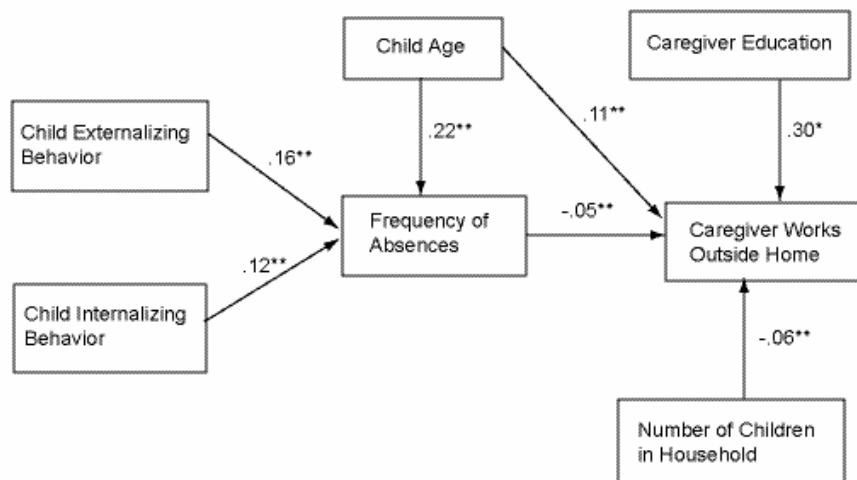 Child Age
Caregiver Education
Child Externalizing
Behavior
.16**
.22**
.11**
.30*
Frequency of
Absences
-.05**
Caregiver Works
Outside Home
.12**
Child Internalizing
Behavior
-.06**
Number of Children
in Household